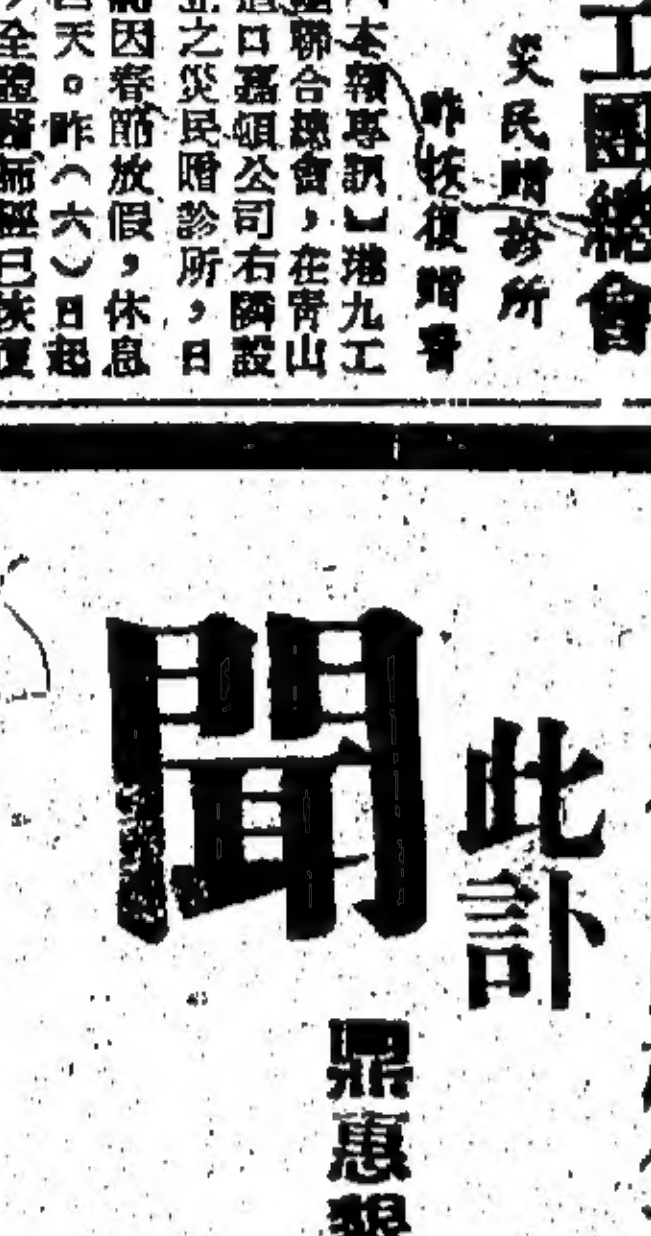 工團總會
災民贈診所
昨恢復贈醫
本報專訊】港九工
團聯合總會,在青山
道口嘉頓公司右隣設
立之災民贈診所,日
前因春節放假,休息
四天。昨(六)日起
全體醫師經已恢復
此訃
聞
鼎惠懇